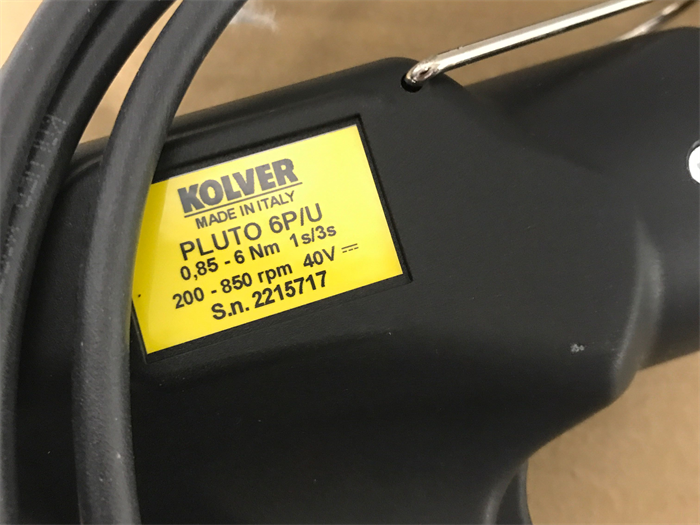 KOLVER
MADE IN ITALY
PLUTO 6P/U
0,85 - 6 Nm 1s/3s
200 - 850 rpm 40V
S.n. 2215717